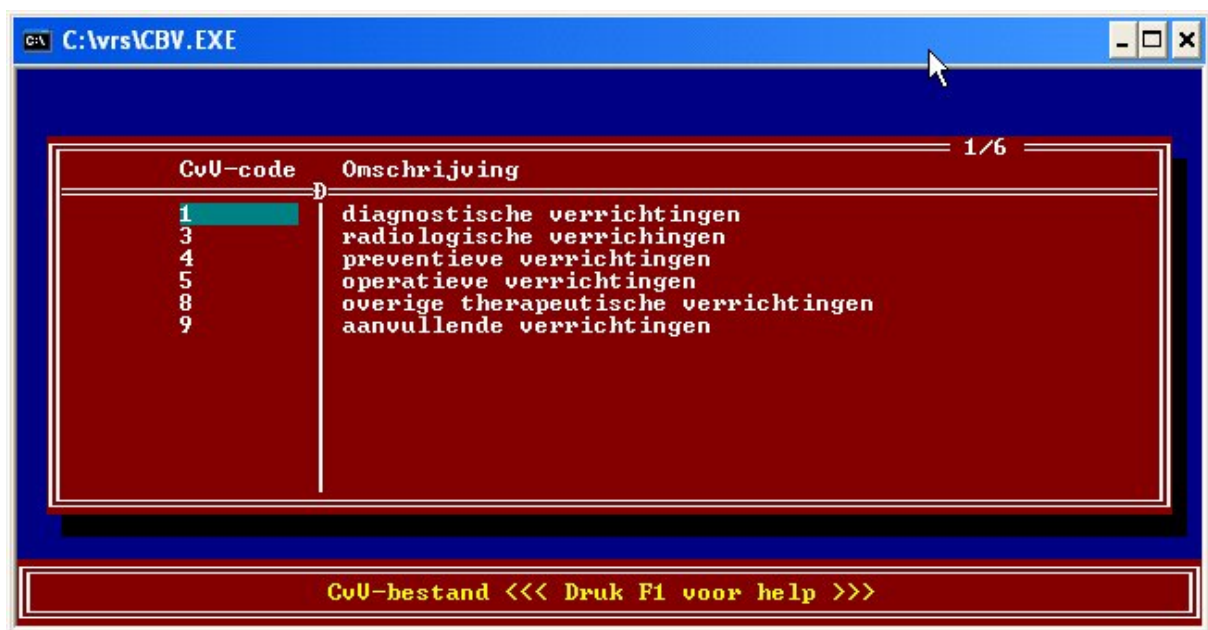 C:\vrs\CBV.EXE
1/6
CvV-code Omschrijving
1 diagnostische verrichtingen
3 radiologische verrichingen
4 preventieve verrichtingen
5 operatieve verrichtingen
8 overige therapeutische verrichtingen
9 aanvullende verrichtingen
CvV-bestand <<< Druk F1 voor help >>>